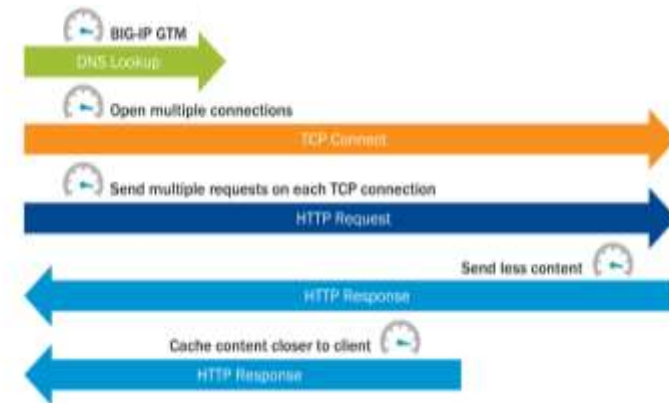 BIG-IP GTM
DNS Lookup
Open multiple connections
TCP Connect
Send multiple requests on each TCP connection
HTTP Request
Send less content
HTTP Response
Cache content closer to client
HTTP Response